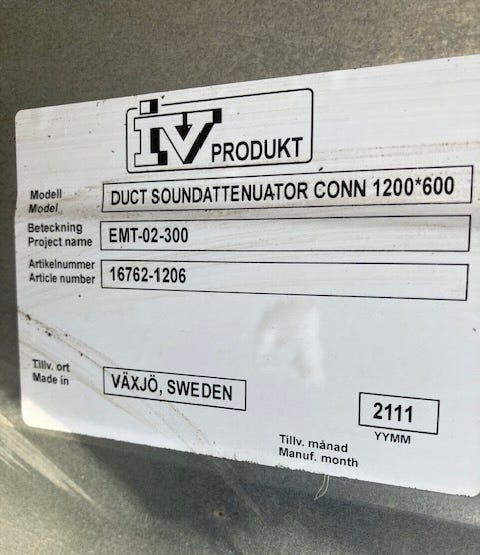 iv PRODUKT
Modell
Model
DUCT SOUNDATTENUATOR CONN 1200*600
Beteckning
Project name
EMT-02-300
Artikelnummer
Article number
16762-1206
Tillv. ort
Made in
VÄXJÖ, SWEDEN
2111
YYMM
Tillv. månad
Manuf. month